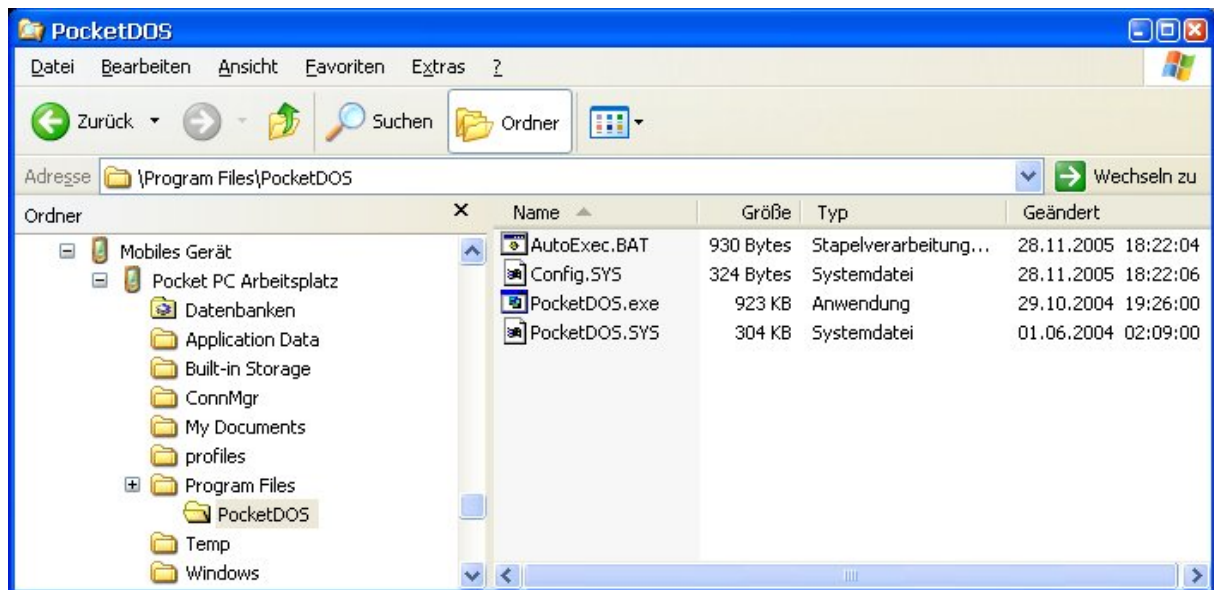 PocketDOS
Datei Bearbeiten Ansicht Favoriten Extras ?
Zurück Suchen Ordner
Adresse \Program Files\PocketDOS Wechseln zu
Ordner
Mobiles Gerät
Pocket PC Arbeitsplatz
Datenbanken
Application Data
Built-in Storage
ConnMgr
My Documents
profiles
Program Files
PocketDOS
Temp
Windows
Name Größe Typ Geändert
AutoExec.BAT 930 Bytes Stapelverarbeitung... 28.11.2005 18:22:04
Config.SYS 324 Bytes Systemdatei 28.11.2005 18:22:06
PocketDOS.exe 923 KB Anwendung 29.10.2004 19:26:00
PocketDOS.SYS 304 KB Systemdatei 01.06.2004 02:09:00